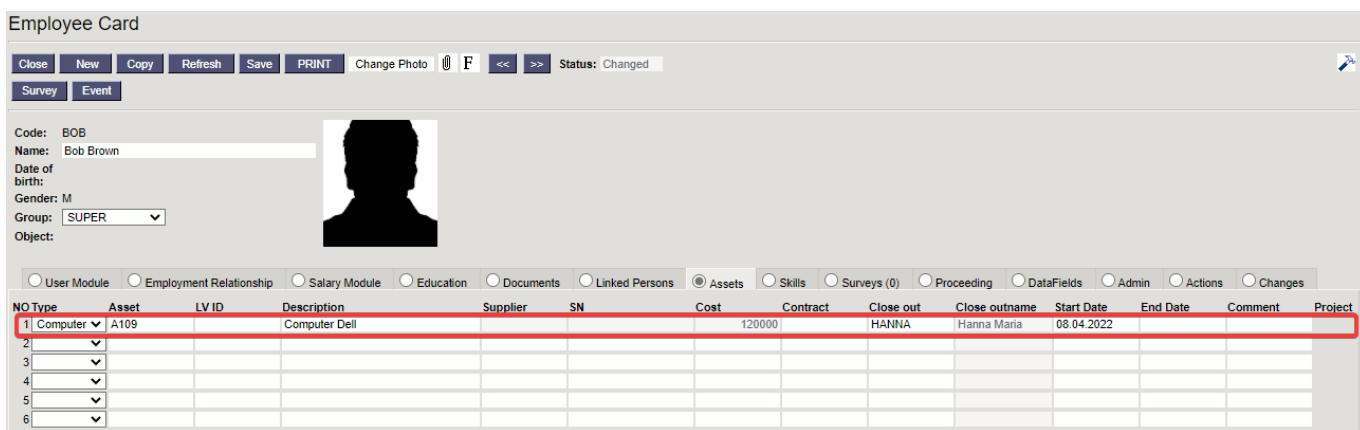 Employee Card
Close New Copy Refresh Save PRINT Change Photo F << >> Status: Changed
Survey Event
Code: BOB
Name: Bob Brown
Date of
birth:
Gender: M
Group: SUPER
Object:
User Module Employment Relationship Salary Module Education Documents Linked Persons Assets Skills Surveys (0) Proceeding DataFields Admin Actions Changes
NO Type Asset LV ID Description Supplier SN Cost Contract Close out Close outname Start Date End Date Comment Project
1 Computer A109 Computer Dell 120000 HANNA Hanna Maria 08.04.2022
2
3
4
5
6